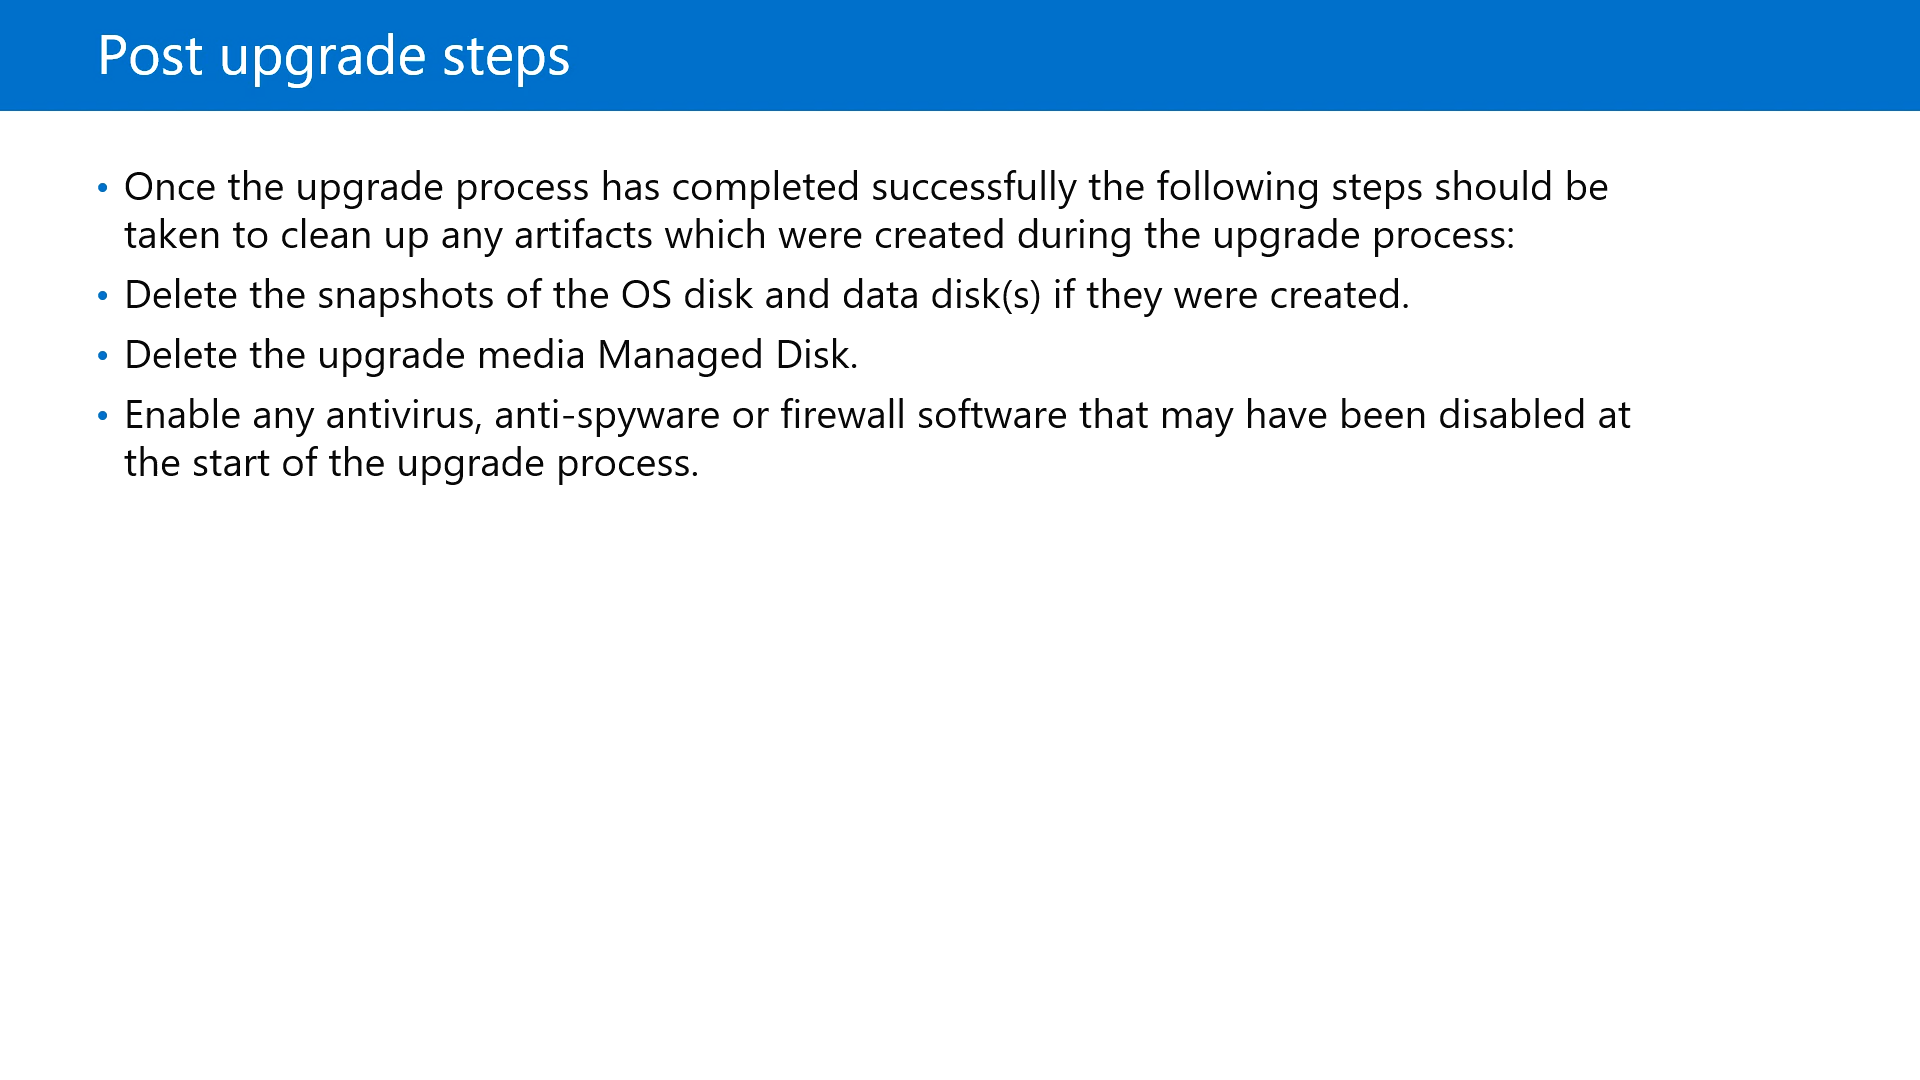 Post upgrade steps
• Once the upgrade process has completed successfully the following steps should be
taken to clean up any artifacts which were created during the upgrade process:
• Delete the snapshots of the OS disk and data disk(s) if they were created.
• Delete the upgrade media Managed Disk.
• Enable any antivirus, anti-spyware or firewall software that may have been disabled at
the start of the upgrade process.